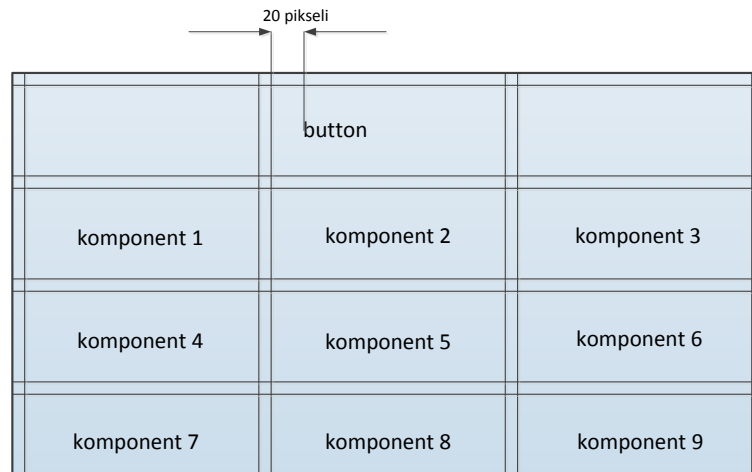 20 pikseli
button
komponent 1 komponent 2 komponent 3
komponent 4 komponent 5 komponent 6
komponent 7 komponent 8 komponent 9